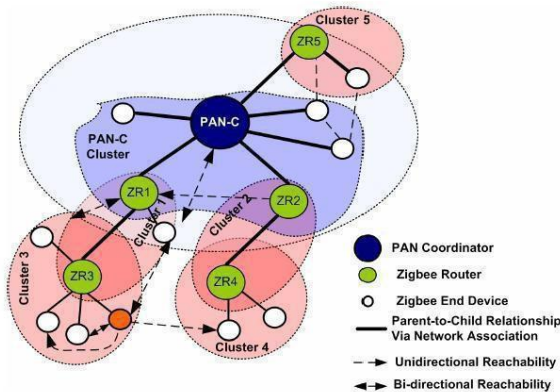 Cluster 5
ZR5
PAN-C
PAN-C
Cluster
ZR1
Cluster 1
Cluster 2
ZR2
Cluster 3
ZR3
ZR4
Cluster 4
PAN Coordinator
Zigbee Router
Zigbee End Device
Parent-to-Child Relationship
Via Network Association
Unidirectional Reachability
Bi-directional Reachability